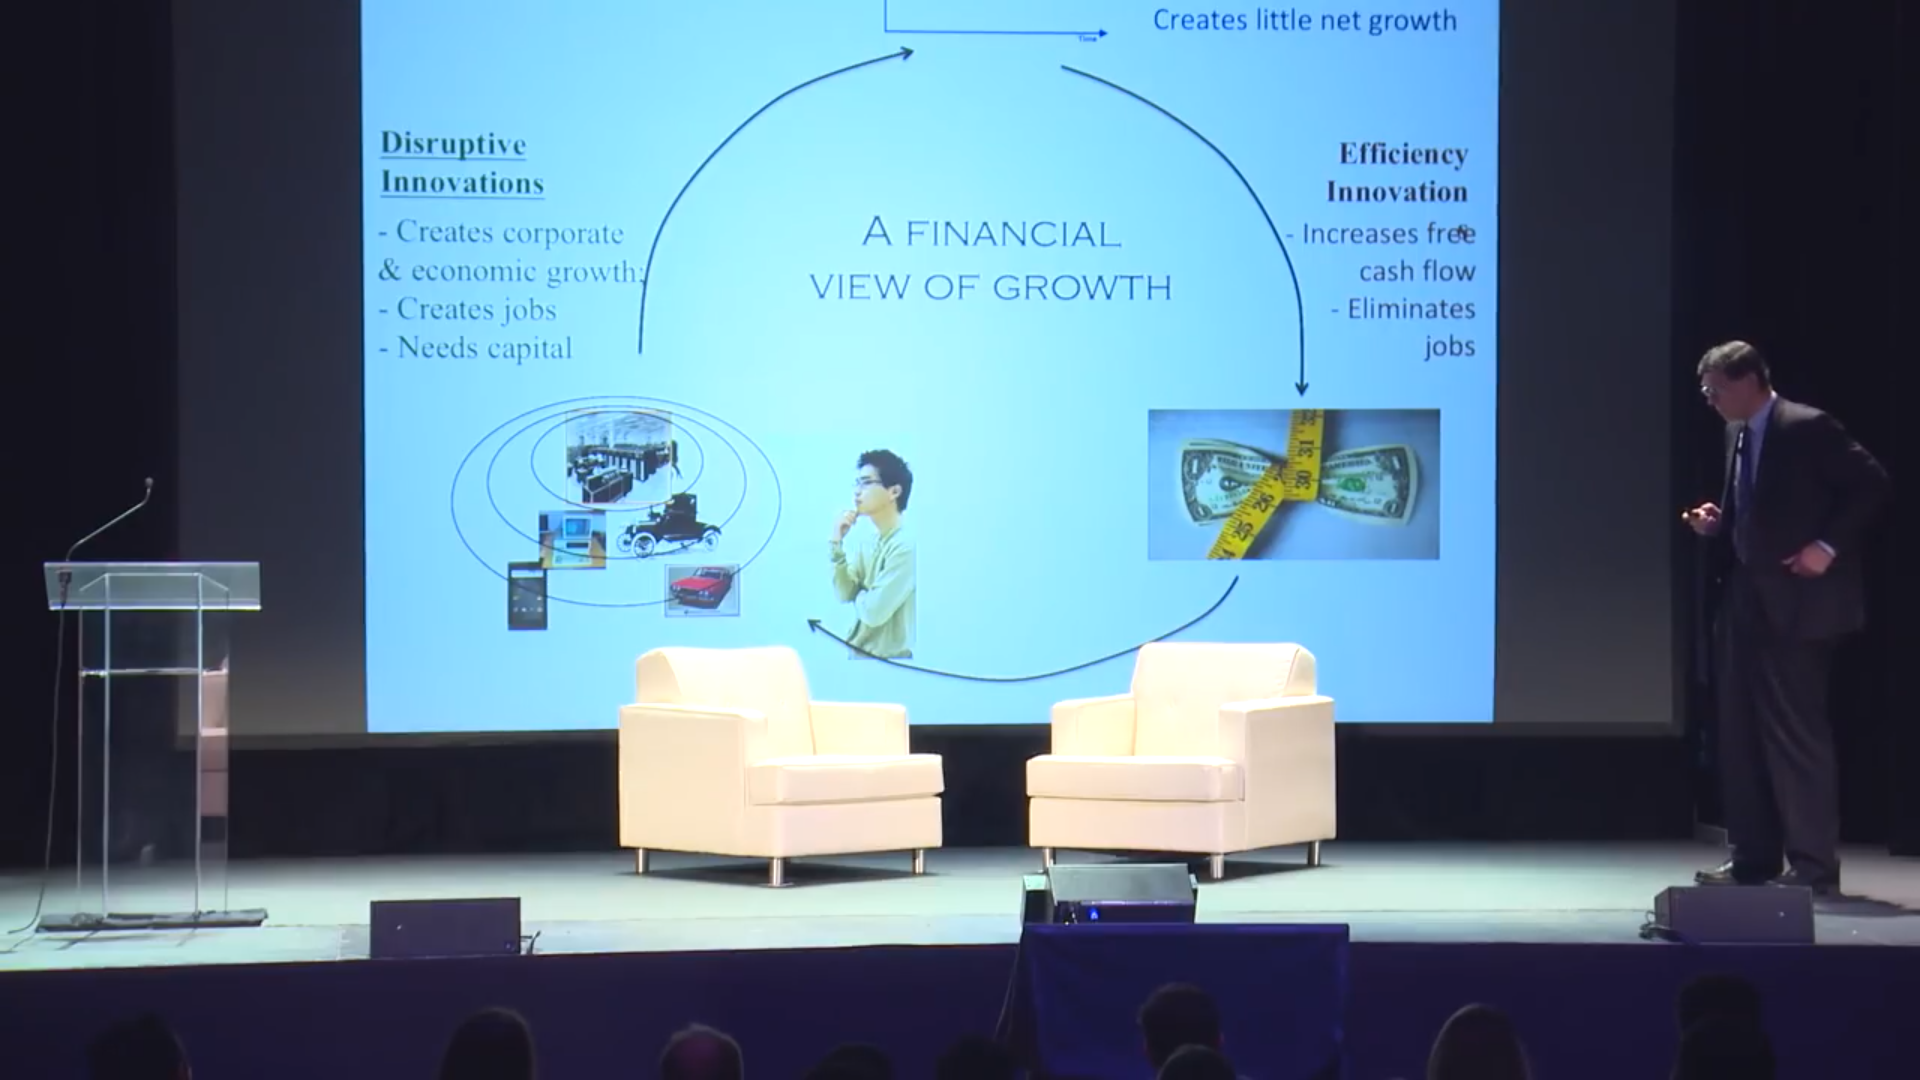 Time
Creates little net growth
Disruptive
Innovations
- Creates corporate
& economic growth;
- Creates jobs
- Needs capital
A FINANCIAL
VIEW OF GROWTH
Efficiency
Innovation
- Increases free
cash flow
- Eliminates
jobs
32
31
30
26
25